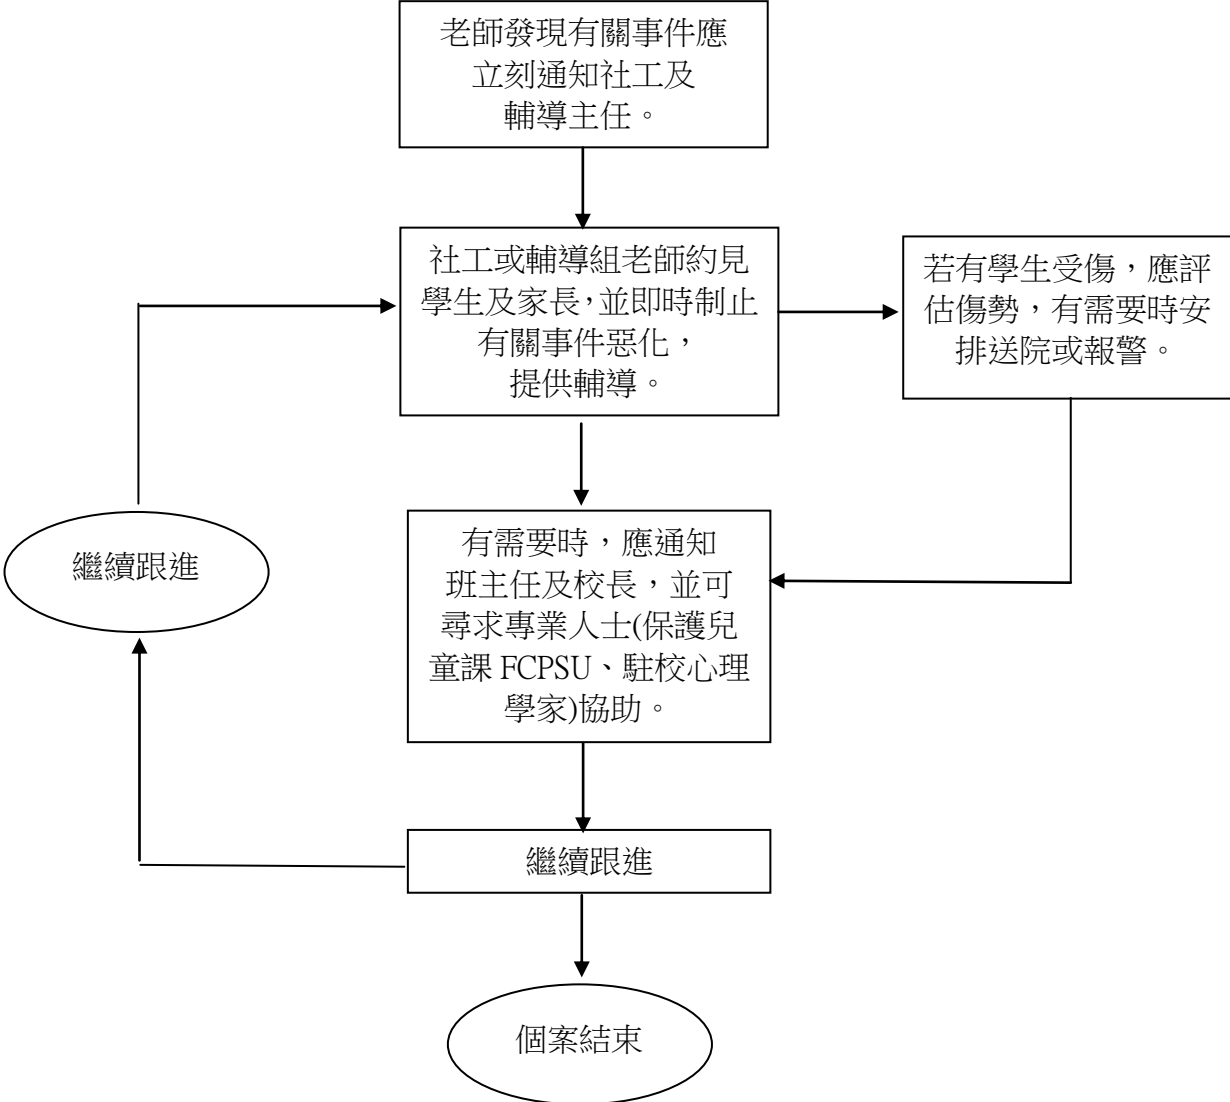 老師發現有關事件應
立刻通知社工及
輔導主任。
社工或輔導組老師約見
學生及家長,並即時制止
有關事件惡化,
提供輔導。
若有學生受傷,應評
估傷勢,有需要時安
排送院或報警。
繼續跟進
有需要時,應通知
班主任及校長,並可
尋求專業人士(保護兒
童課 FCPSU、駐校心理
學家)協助。
繼續跟進
個案結束